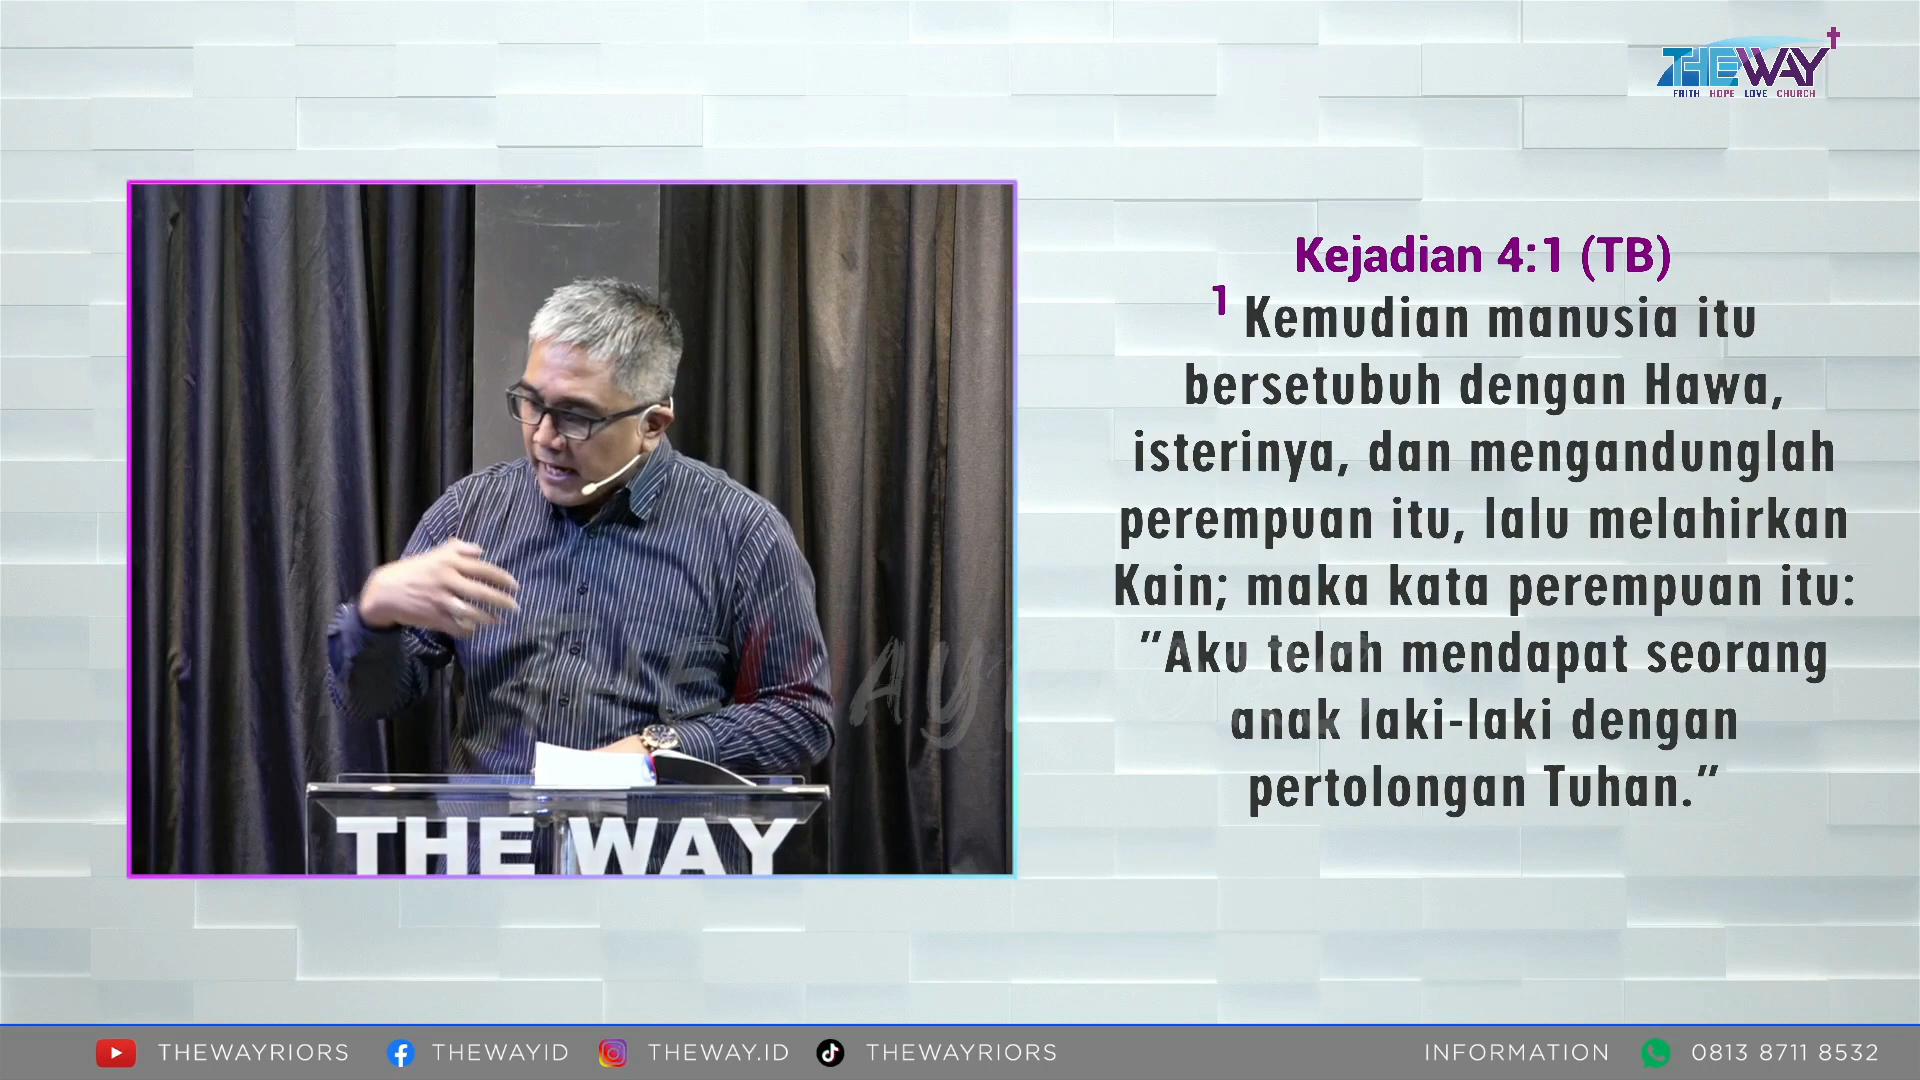 THEWAY
FAITH HOPE LOVE CHURCH
Kejadian 4:1 (TB)
1 Kemudian manusia itu
bersetubuh dengan Hawa,
isterinya, dan mengandunglah
perempuan itu, lalu melahirkan
Kain; maka kata perempuan itu:
"Aku telah mendapat seorang
anak laki-laki dengan
pertolongan Tuhan."
THE WAY
THEWAYRIORS THEWAYID THEWAY.ID THEWAYRIORS INFORMATION 0813 8711 8532